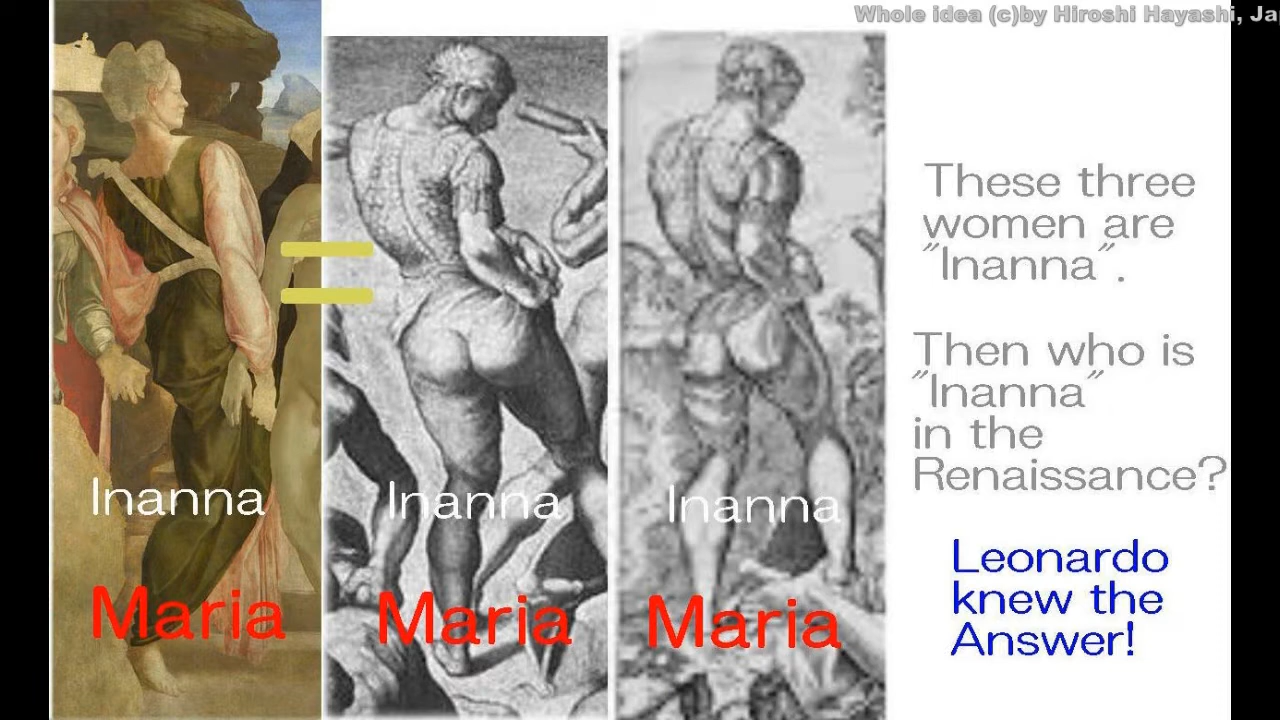 Whole idea (c)by Hiroshi Hayashi, Ja
These three
women are
"Inanna".
Then who is
"Inanna"
in the
Renaissance?
Leonardo
knew the
Answer!
Inanna
Inanna
Inanna
Maria
Maria
Maria